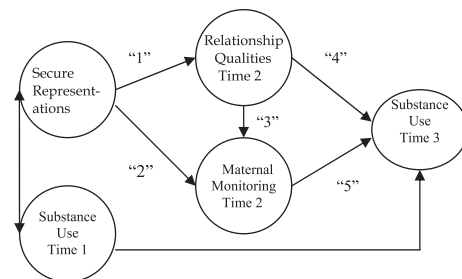 “1”
Relationship
Qualities
Time 2
“4”
Secure
Represent-
ations
Substance
Use
Time 3
“3”
“2”
Maternal
Monitoring
Time 2
“5”
Substance
Use
Time 1